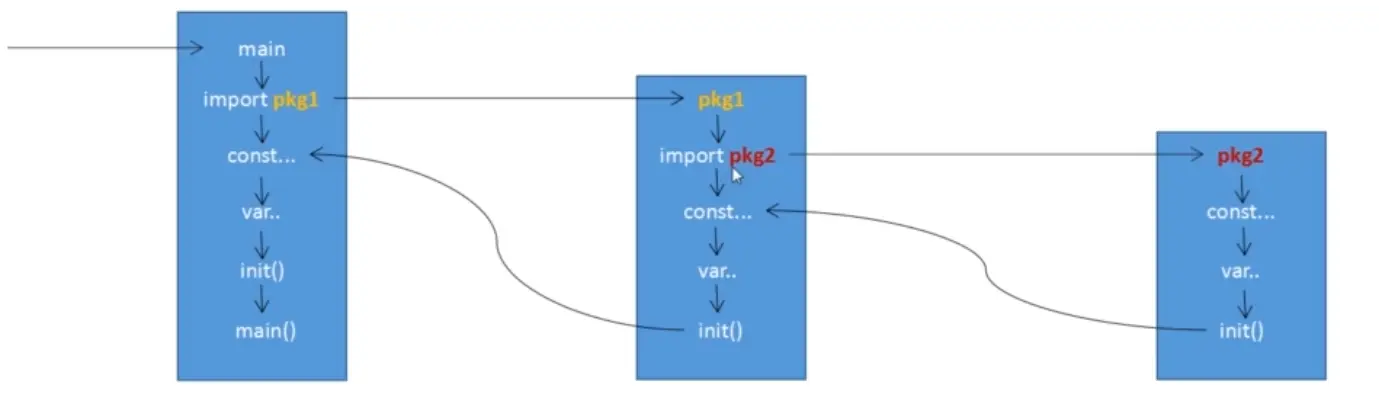 main
import pkg1
const...
var..
init()
main()
pkg1
import pkg2
const...
var..
init()
pkg2
const...
var..
init()